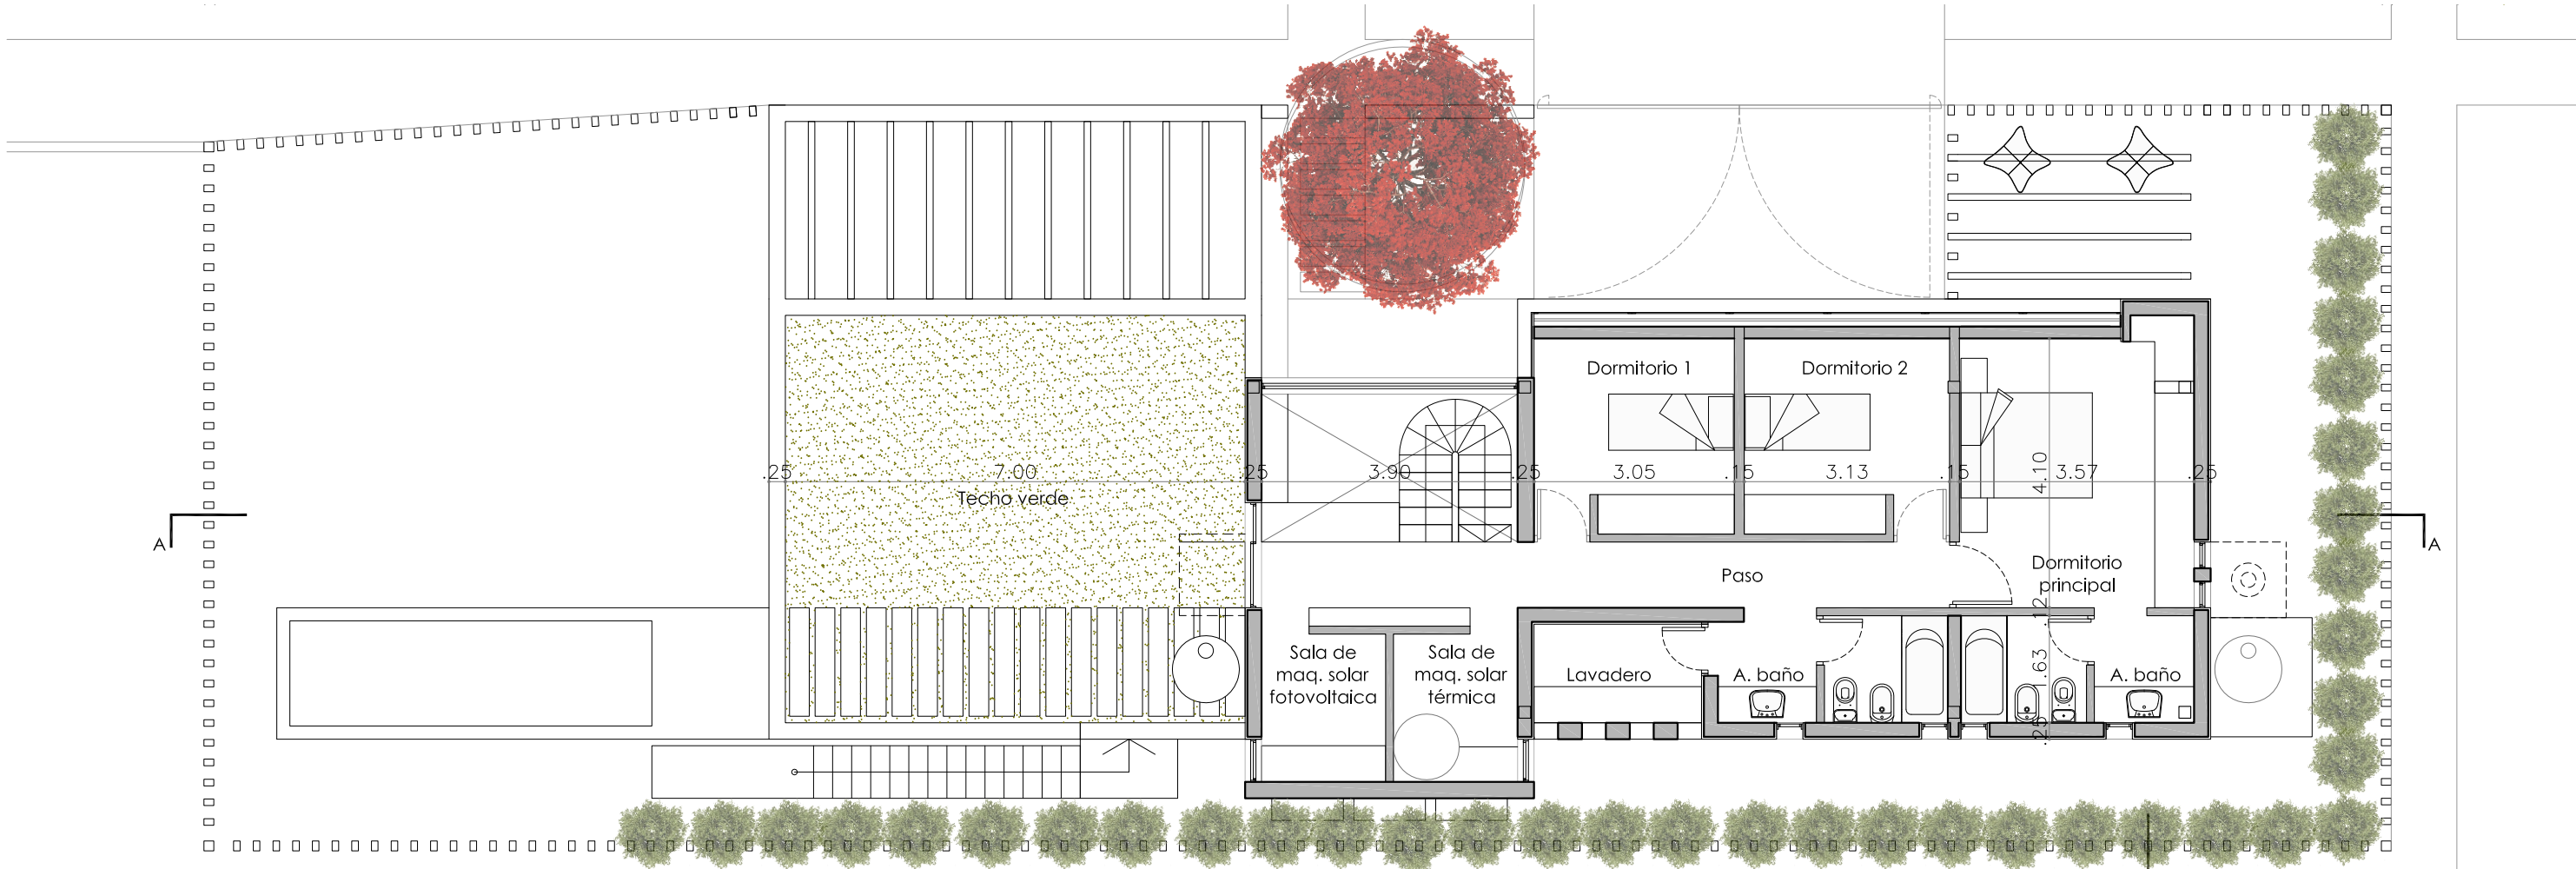 Dormitorio 1
Dormitorio 2
.25
7.00
.25
3.90
.25
3.05
.15
3.13
.15
4.10
3.57
.25
Techo verde
A
A
Paso
Dormitorio
principal
.12
Sala de
maq. solar
fotovoltaica
Sala de
maq. solar
térmica
Lavadero
A. baño
1.63
A. baño
.25